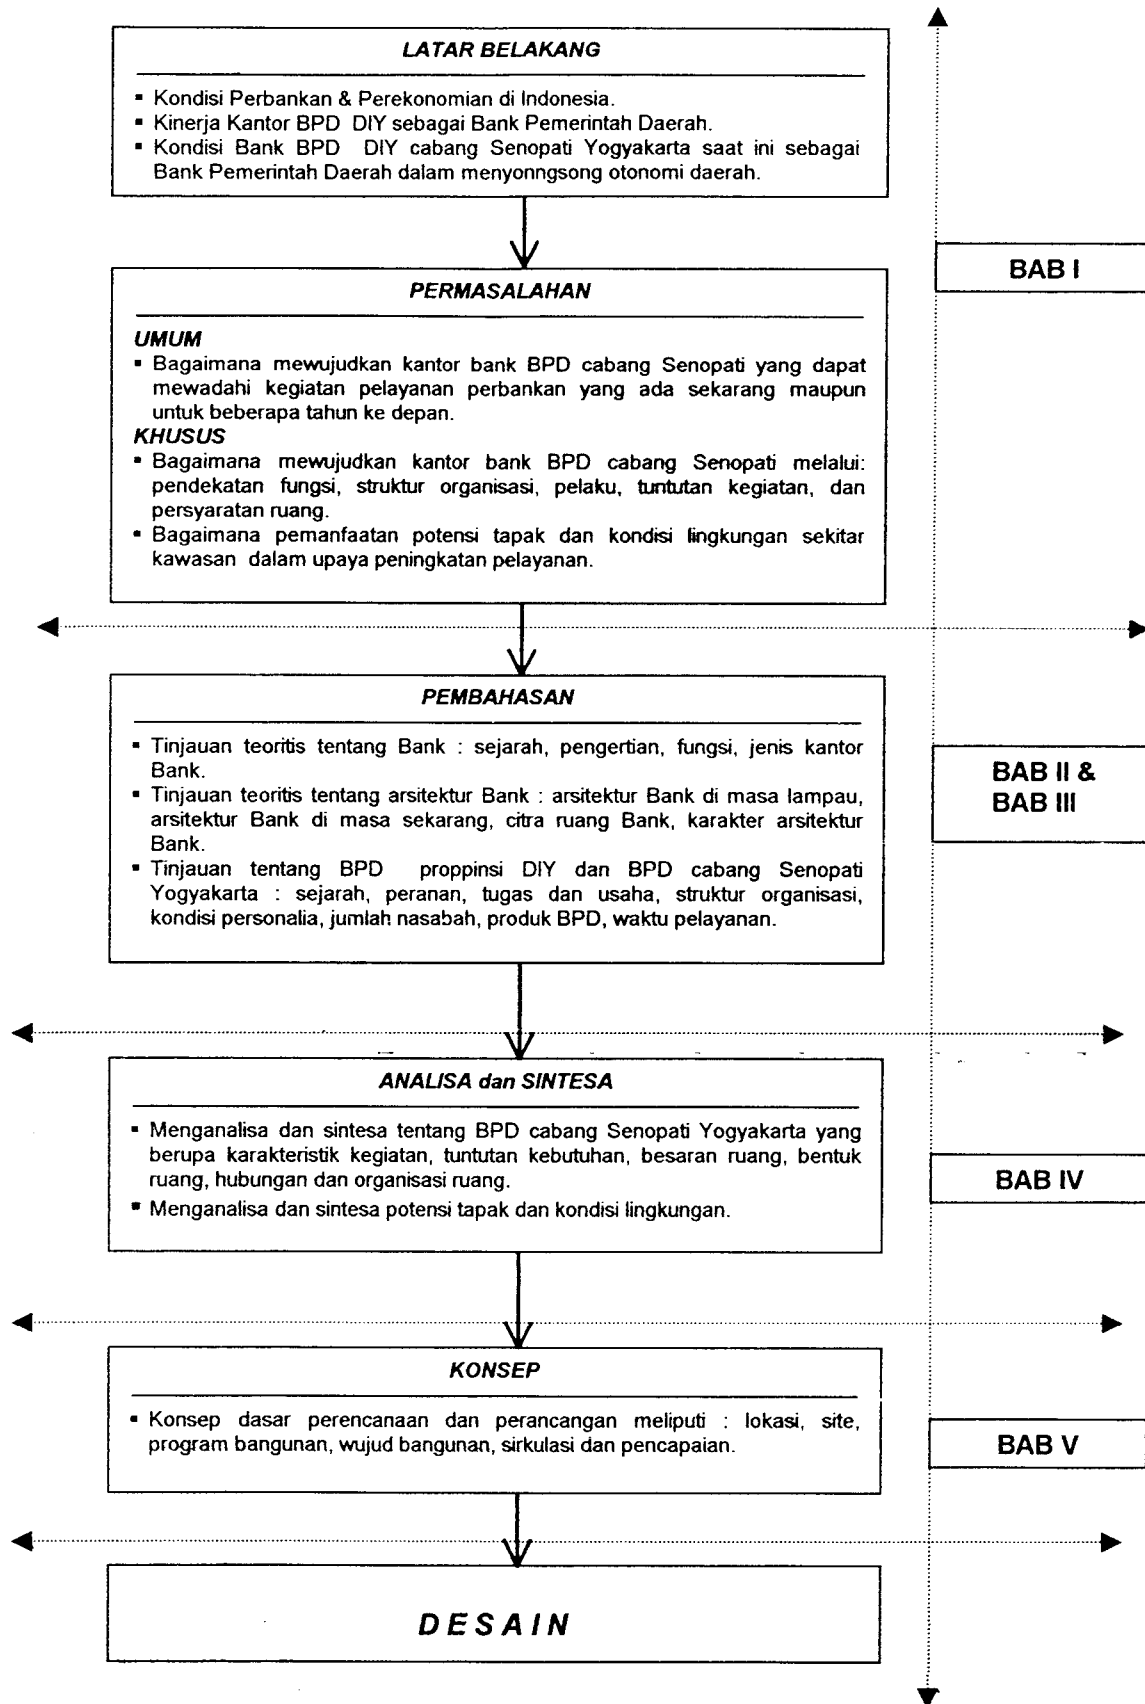 LATAR BELAKANG
▪ Kondisi Perbankan & Perekonomian di Indonesia.
▪ Kinerja Kantor BPD DIY sebagai Bank Pemerintah Daerah.
▪ Kondisi Bank BPD DIY cabang Senopati Yogyakarta saat ini sebagai
Bank Pemerintah Daerah dalam menyonngsong otonomi daerah.
BAB I
PERMASALAHAN
UMUM
▪ Bagaimana mewujudkan kantor bank BPD cabang Senopati yang dapat
mewadahi kegiatan pelayanan perbankan yang ada sekarang maupun
untuk beberapa tahun ke depan.
KHUSUS
▪ Bagaimana mewujudkan kantor bank BPD cabang Senopati melalui:
pendekatan fungsi, struktur organisasi, pelaku, tuntutan kegiatan, dan
persyaratan ruang.
▪ Bagaimana pemanfaatan potensi tapak dan kondisi lingkungan sekitar
kawasan dalam upaya peningkatan pelayanan.
PEMBAHASAN
▪ Tinjauan teoritis tentang Bank : sejarah, pengertian, fungsi, jenis kantor
Bank.
▪ Tinjauan teoritis tentang arsitektur Bank : arsitektur Bank di masa lampau,
arsitektur Bank di masa sekarang, citra ruang Bank, karakter arsitektur
Bank.
▪ Tinjauan tentang BPD proppinsi DIY dan BPD cabang Senopati
Yogyakarta : sejarah, peranan, tugas dan usaha, struktur organisasi,
kondisi personalia, jumlah nasabah, produk BPD, waktu pelayanan.
BAB II &
BAB III
ANALISA dan SINTESA
▪ Menganalisa dan sintesa tentang BPD cabang Senopati Yogyakarta yang
berupa karakteristik kegiatan, tuntutan kebutuhan, besaran ruang, bentuk
ruang, hubungan dan organisasi ruang.
▪ Menganalisa dan sintesa potensi tapak dan kondisi lingkungan.
BAB IV
KONSEP
▪ Konsep dasar perencanaan dan perancangan meliputi : lokasi, site,
program bangunan, wujud bangunan, sirkulasi dan pencapaian.
BAB V
DESAIN